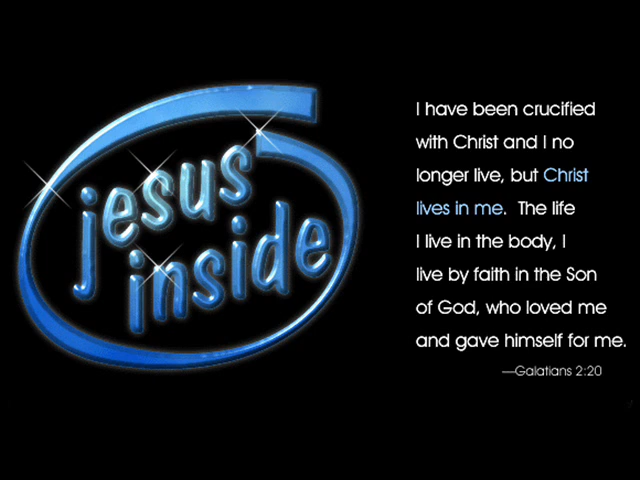 jesus
inside
I have been crucified
with Christ and I no
longer live, but Christ
lives in me. The life
I live in the body, I
live by faith in the Son
of God, who loved me
and gave himself for me.
—Galatians 2:20